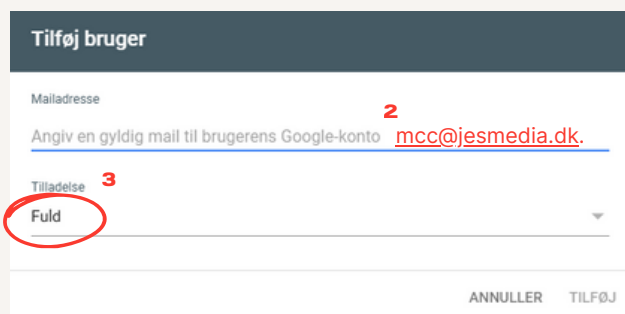 Tilføj bruger
Mailadresse
2
Angiv en gyldig mail til brugerens Google-konto mcc@jesmedia.dk.
Tilladelse 3
Fuld
ANNULLER TILFØJ